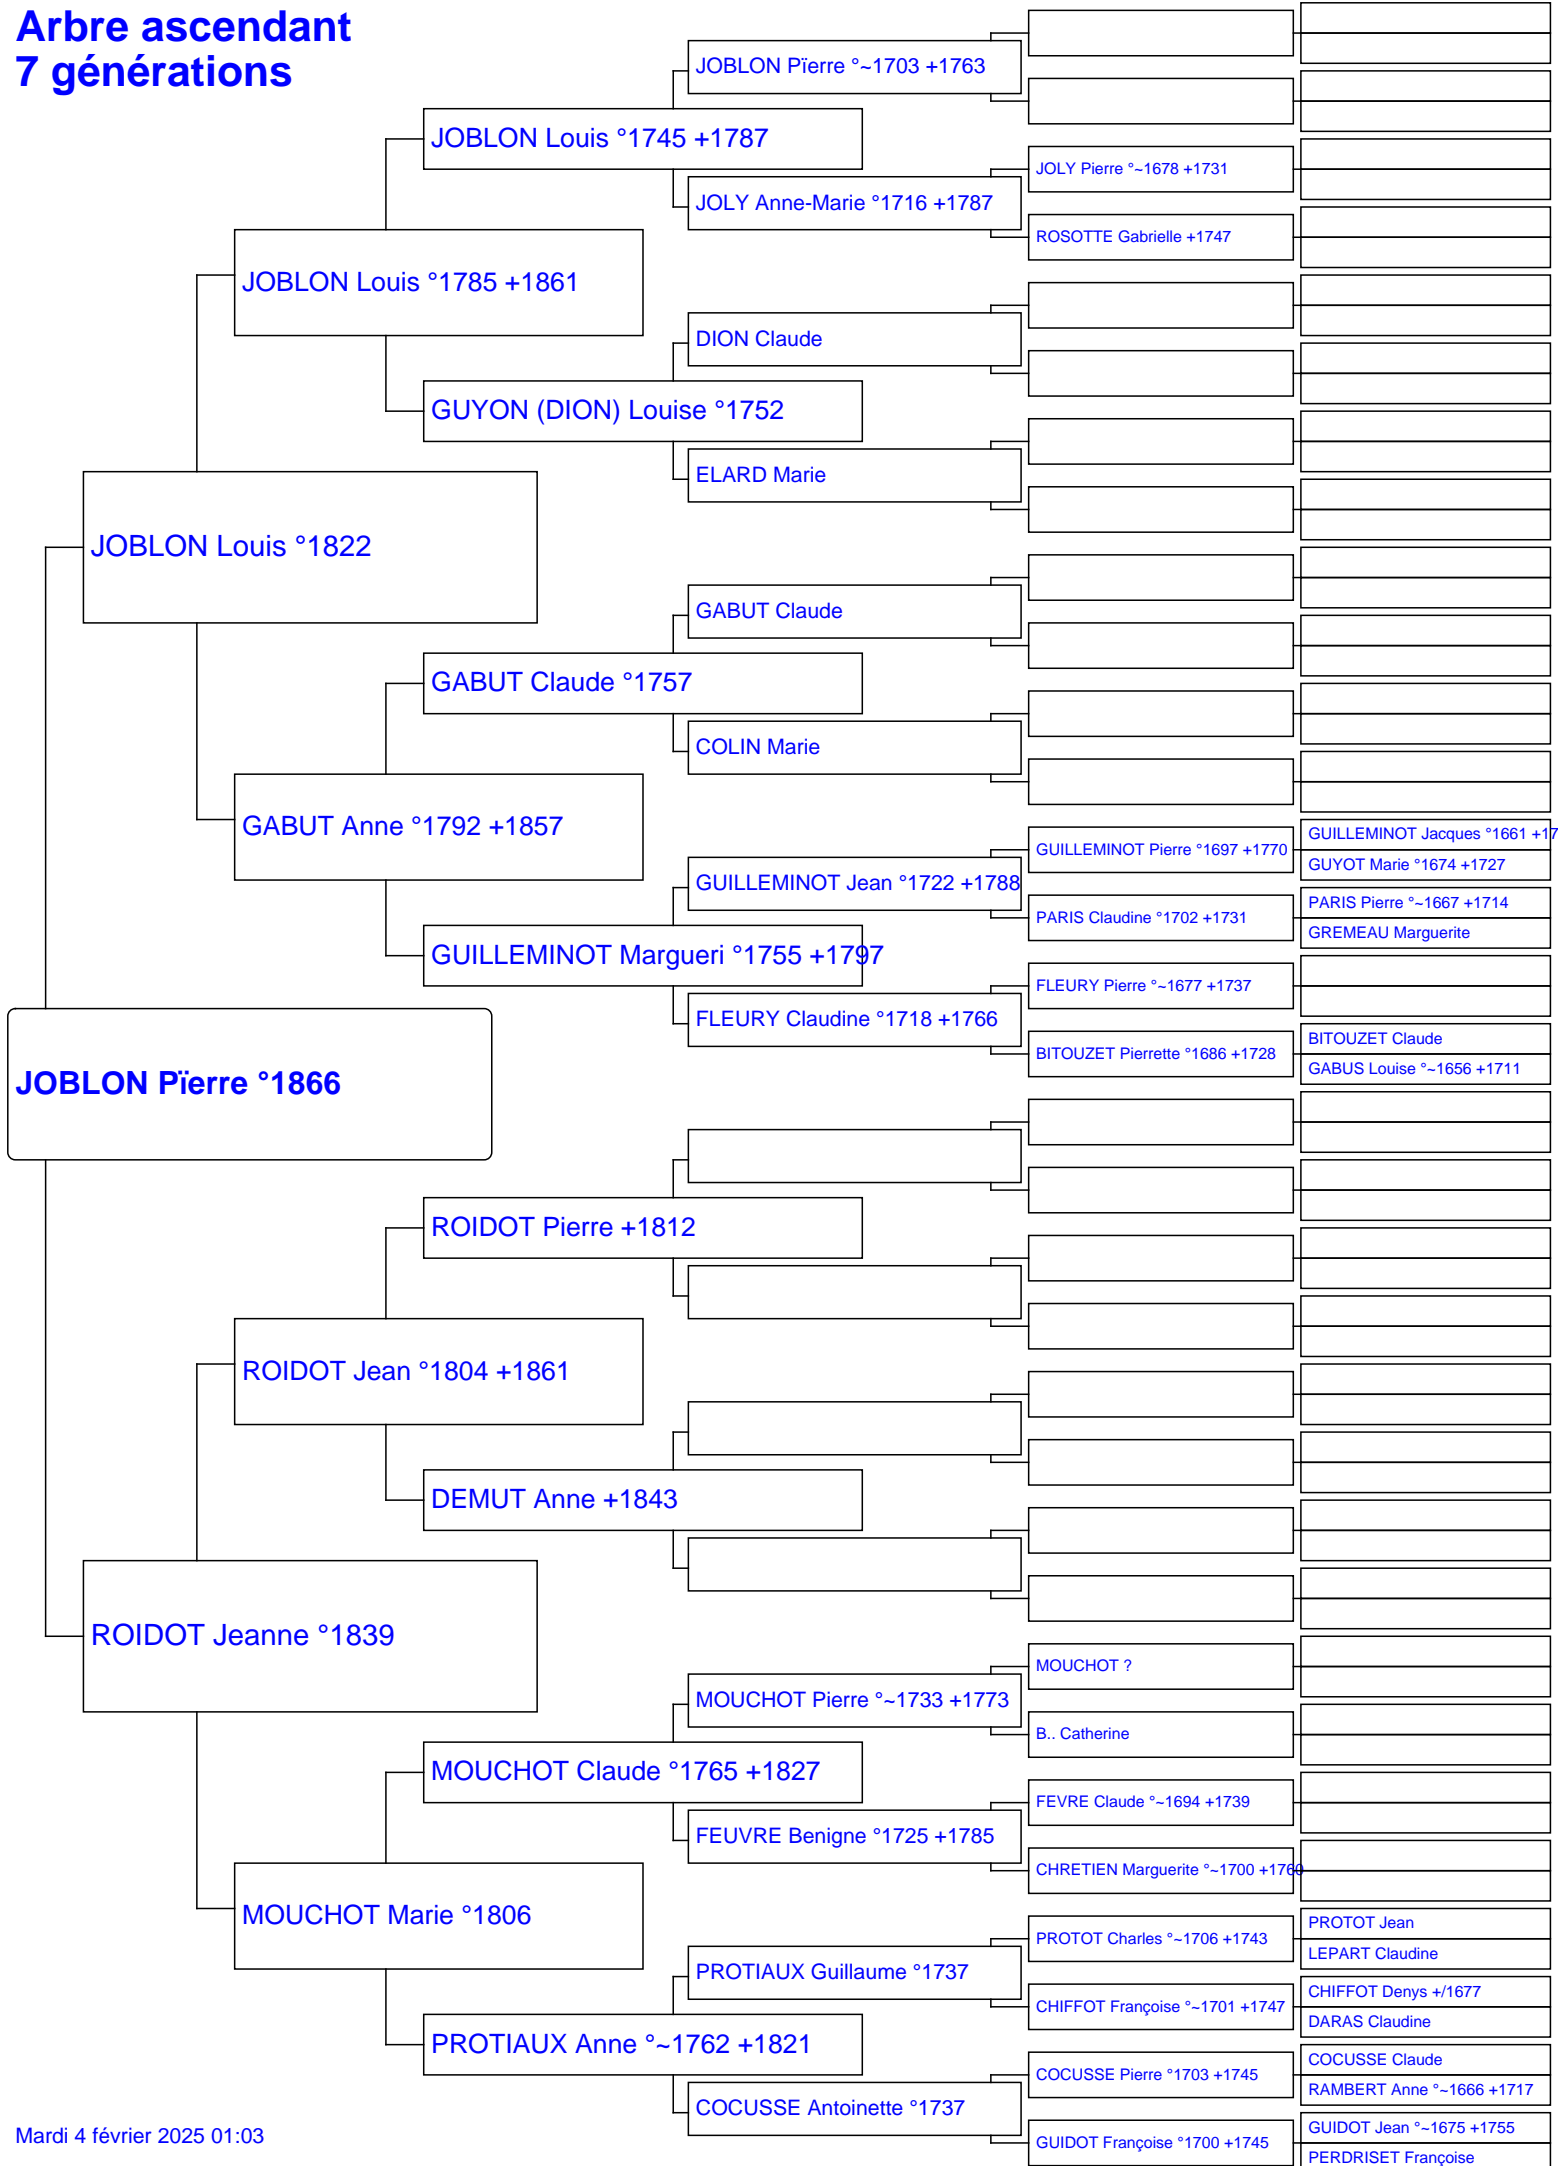 Arbre ascendant
7 générations
JOBLON Pïerre °~1703 +1763
JOBLON Louis °1745 +1787
JOLY Pierre °~1678 +1731
JOLY Anne-Marie °1716 +1787
ROSOTTE Gabrielle +1747
JOBLON Louis °1785 +1861
DION Claude
GUYON (DION) Louise °1752
ELARD Marie
JOBLON Louis °1822
GABUT Claude
GABUT Claude °1757
COLIN Marie
GABUT Anne °1792 +1857
GUILLEMINOT Jacques °1661 +17
GUILLEMINOT Pierre °1697 +1770
GUYOT Marie °1674 +1727
GUILLEMINOT Jean °1722 +1788
PARIS Pierre °~1667 +1714
PARIS Claudine °1702 +1731
GREMEAU Marguerite
GUILLEMINOT Margueri °1755 +1797
FLEURY Pierre °~1677 +1737
FLEURY Claudine °1718 +1766
BITOUZET Claude
BITOUZET Pierrette °1686 +1728
GABUS Louise °~1656 +1711
JOBLON Pïerre °1866
ROIDOT Pierre +1812
ROIDOT Jean °1804 +1861
DEMUT Anne +1843
ROIDOT Jeanne °1839
MOUCHOT ?
MOUCHOT Pierre °~1733 +1773
B.. Catherine
MOUCHOT Claude °1765 +1827
FEVRE Claude °~1694 +1739
FEUVRE Benigne °1725 +1785
CHRETIEN Marguerite °~1700 +1760
MOUCHOT Marie °1806
PROTOT Jean
PROTOT Charles °~1706 +1743
LEPART Claudine
PROTIAUX Guillaume °1737
CHIFFOT Denys +/1677
CHIFFOT Françoise °~1701 +1747
DARAS Claudine
PROTIAUX Anne °~1762 +1821
COCUSSE Claude
COCUSSE Pierre °1703 +1745
RAMBERT Anne °~1666 +1717
COCUSSE Antoinette °1737
GUIDOT Jean °~1675 +1755
GUIDOT Françoise °1700 +1745
PERDRISET Françoise
Mardi 4 février 2025 01:03